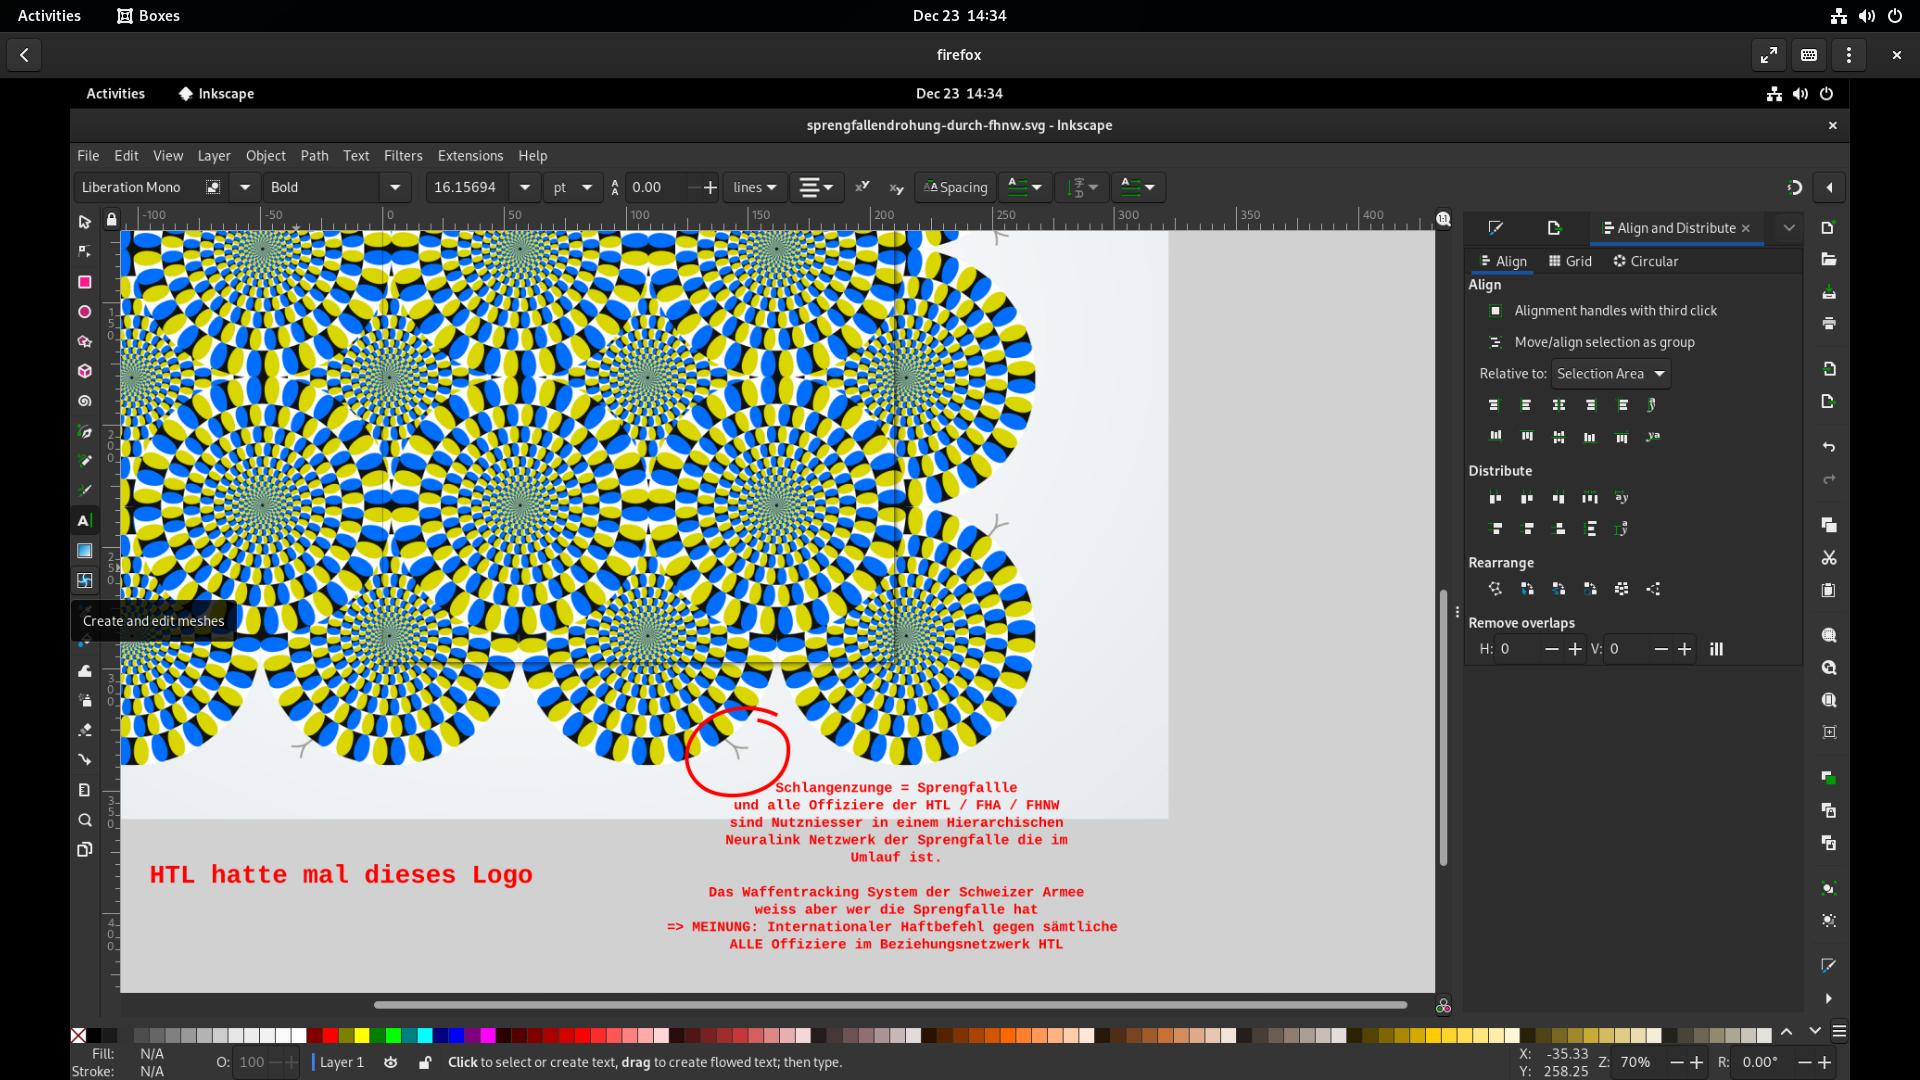 Activities Boxes Dec 23 14:34
firefox
Activities Inkscape Dec 23 14:34
sprengfallendrohung-durch-fhnw.svg - Inkscape
File Edit View Layer Object Path Text Filters Extensions Help
Liberation Mono Bold 16.15694 pt 0.00 lines Spacing
-100 -50 0 50 100 150 200 250 300 350 400
Align and Distribute
Align Grid Circular
Align
Alignment handles with third click
Move/align selection as group
Relative to: Selection Area
Distribute
Rearrange
Create and edit meshes
Remove overlaps
H: 0 V: 0
150
200
250
300
350
400
Schlangenzunge = Sprengfallle
und alle Offiziere der HTL / FHA / FHNW
sind Nutzniesser in einem Hierarchischen
Neuralink Netzwerk der Sprengfalle die im
Umlauf ist.
HTL hatte mal dieses Logo
Das Waffentracking System der Schweizer Armee
weiss aber wer die Sprengfalle hat
=> MEINUNG: Internationaler Haftbefehl gegen sämtliche
ALLE Offiziere im Beziehungsnetzwerk HTL
Fill: N/A
Stroke: N/A
O: 100 Layer 1 Click to select or create text, drag to create flowed text; then type.
X: -35.33
Y: 258.25
Z: 70% R: 0.00°